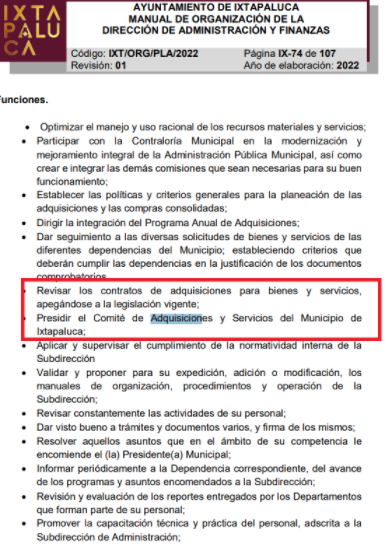 IXTA
PALU
CA
AYUNTAMIENTO DE IXTAPALUCA
MANUAL DE ORGANIZACIÓN DE LA
DIRECCIÓN DE ADMINISTRACIÓN Y FINANZAS
Código: IXT/ORG/PLA/2022 Página IX-74 de 107
Revisión: 01 Año de elaboración: 2022
Funciones.
• Optimizar el manejo y uso racional de los recursos materiales y servicios;
• Participar con la Contraloría Municipal en la modernización y
mejoramiento integral de la Administración Pública Municipal, así como
crear e integrar las demás comisiones que sean necesarias para su buen
funcionamiento;
• Establecer las políticas y criterios generales para la planeación de las
adquisiciones y las compras consolidadas;
• Dirigir la integración del Programa Anual de Adquisiciones;
• Dar seguimiento a las diversas solicitudes de bienes y servicios de las
diferentes dependencias del Municipio; estableciendo criterios que
deberán cumplir las dependencias en la justificación de los documentos
comprobatorios.
• Revisar los contratos de adquisiciones para bienes y servicios,
apegándose a la legislación vigente;
• Presidir el Comité de Adquisiciones y Servicios del Municipio de
Ixtapaluca;
• Aplicar y supervisar el cumplimiento de la normatividad interna de la
Subdirección
• Validar y proponer para su expedición, adición o modificación, los
manuales de organización, procedimientos y operación de la
Subdirección;
• Revisar constantemente las actividades de su personal;
• Dar visto bueno a trámites y documentos varios, y firma de los mismos;
• Resolver aquellos asuntos que en el ámbito de su competencia le
encomiende el (la) Presidente(a) Municipal;
• Informar periódicamente a la Dependencia correspondiente, del avance
de los programas y asuntos encomendados a la Subdirección;
• Revisión y evaluación de los reportes entregados por los Departamentos
que forman parte de su personal;
• Promover la capacitación técnica y práctica del personal, adscrita a la
Subdirección de Administración;